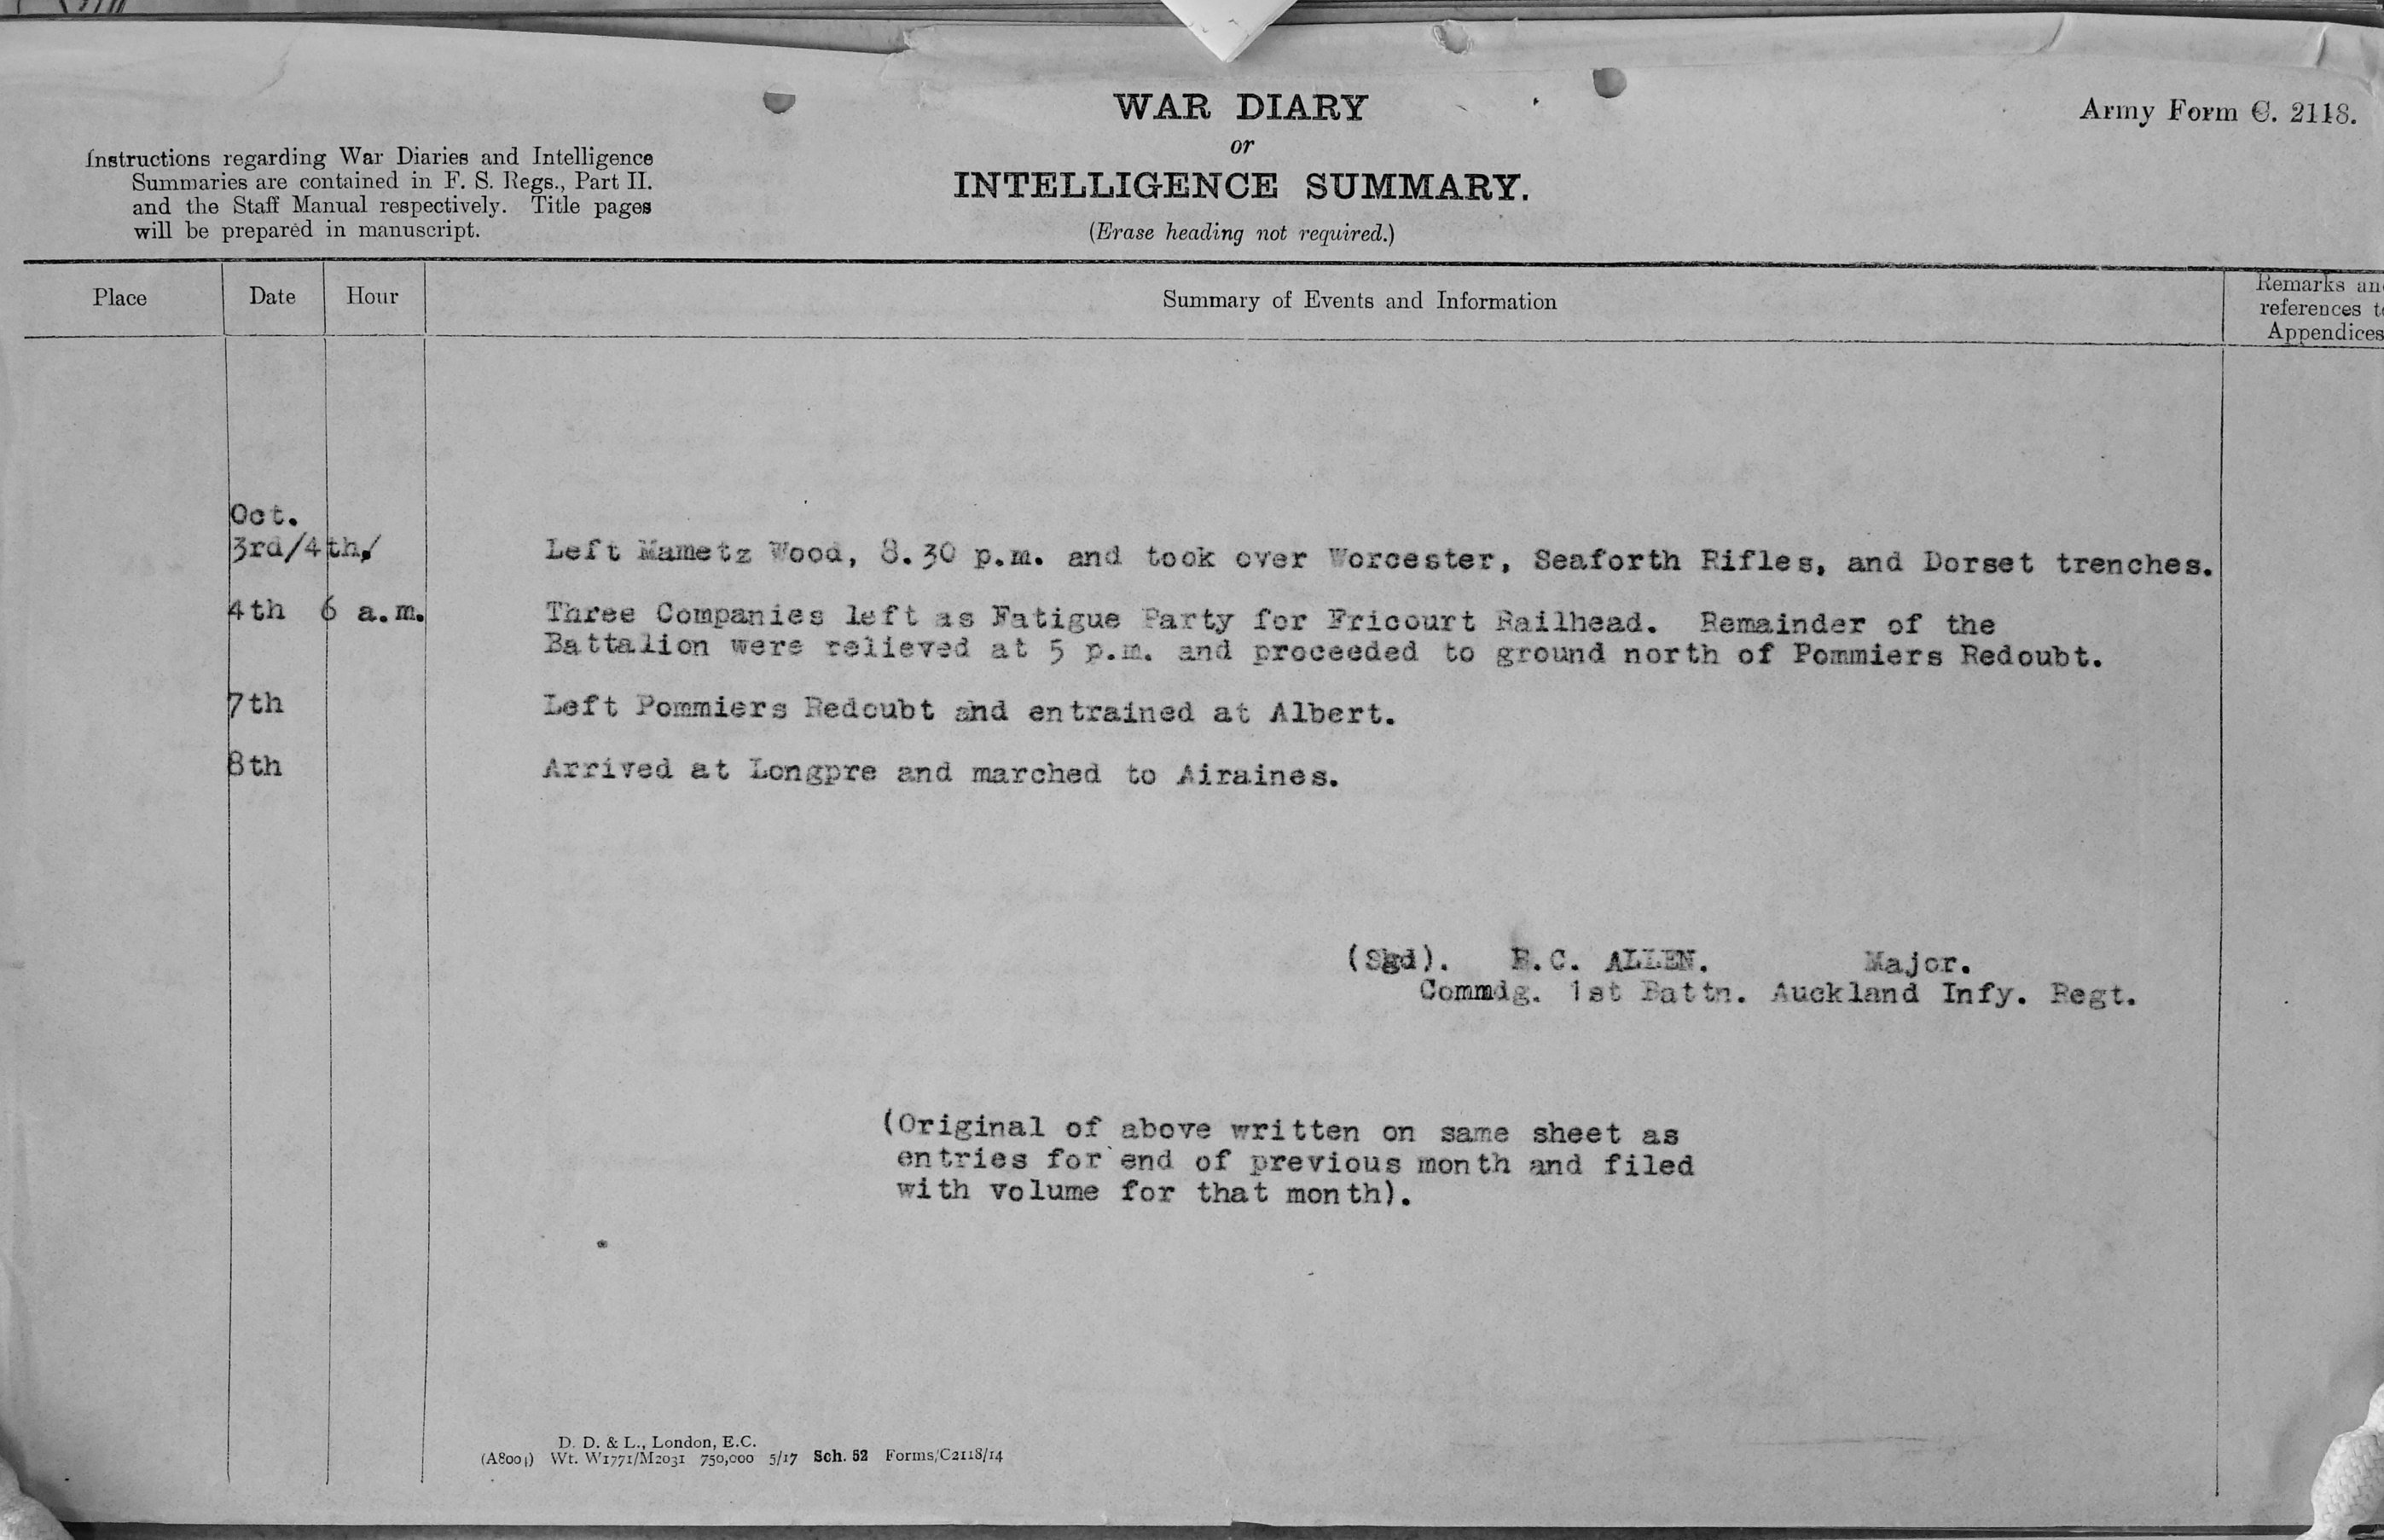 WAR DIARY
or
INTELLIGENCE SUMMARY.
(Erase heading not required.)
Army Form C. 2118.
Instructions regarding War Diaries and Intelligence
Summaries are contained in F. S. Regs., Part II.
and the Staff Manual respectively. Title pages
will be prepared in manuscript.
Place Date Hour Summary of Events and Information Remarks an
references t
Appendices
Oct.
3rd/4th/ Left Mametz Wood, 8.30 p.m. and took over Worcester, Seaforth Rifles, and Dorset trenches.
4th 6 a.m. Three Companies left as Fatigue Party for Fricourt Railhead. Remainder of the
Battalion were relieved at 5 p.m. and proceeded to ground north of Pommiers Redoubt.
7th Left Pommiers Redoubt and entrained at Albert.
8th Arrived at Longpre and marched to Airaines.
(Sgd). R.C. ALLEN. Major.
Commdg. 1st Battn. Auckland Infy. Regt.
(Original of above written on same sheet as
entries for end of previous month and filed
with volume for that month).
D. D. & L., London, E.C.
(A8001) Wt. W1771/M2031 750,000 5/17 Sch. 52 Forms/C2118/14